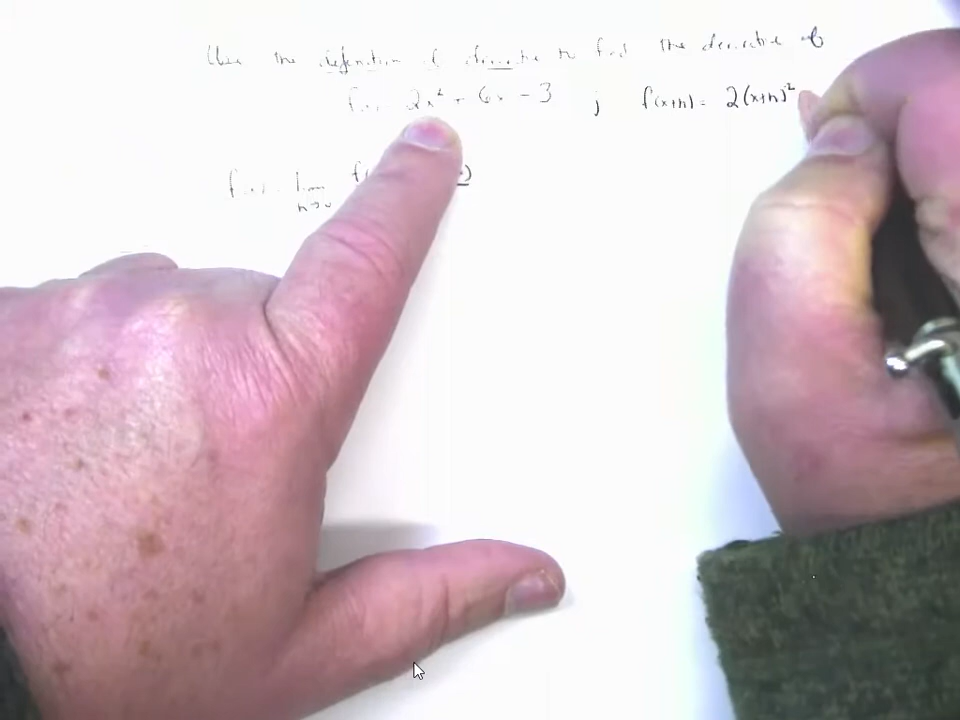 Use the definition of derivative to find the derivative of
f(x) = 2x² + 6x - 3 ; f(x+h) = 2(x+h)²
lim
h→0